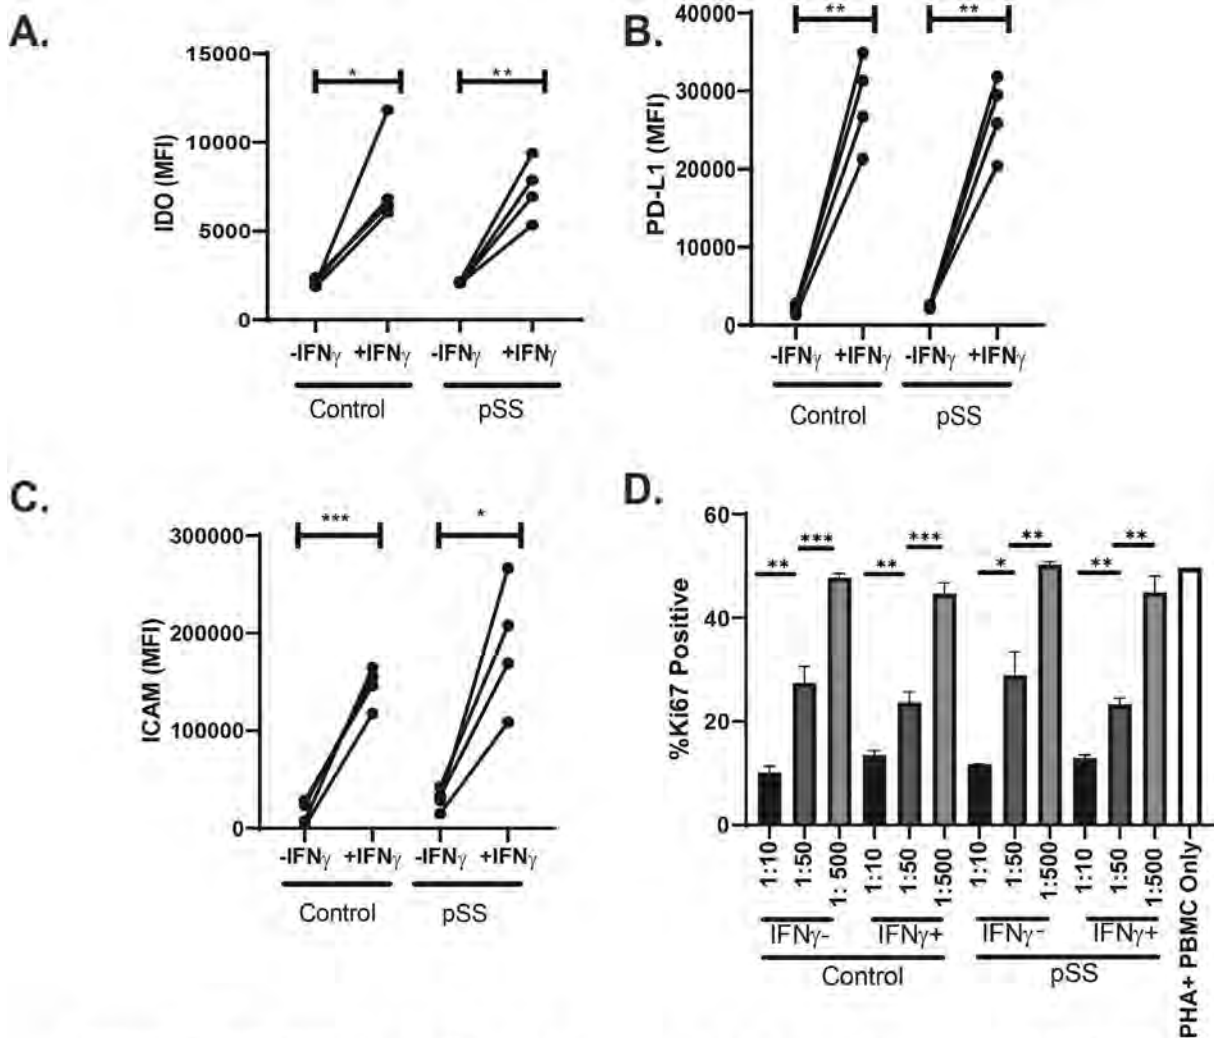 A.
15000
10000
5000
0
IDO (MFI)
*
**
-IFNγ +IFNγ -IFNγ +IFNγ
Control pSS
B.
40000
30000
20000
10000
0
PD-L1 (MFI)
**
**
-IFNγ +IFNγ -IFNγ +IFNγ
Control pSS
C.
300000
200000
100000
0
ICAM (MFI)
***
*
-IFNγ +IFNγ -IFNγ +IFNγ
Control pSS
D.
60
40
20
0
%Ki67 Positive
** *** ** *** * ** ** **
1:10 1:50 1: 500 1:10 1:50 1:500 1:10 1:50 1: 500 1:10 1:50 1:500 PHA+ PBMC Only
IFNγ- IFNγ+ IFNγ- IFNγ+
Control pSS